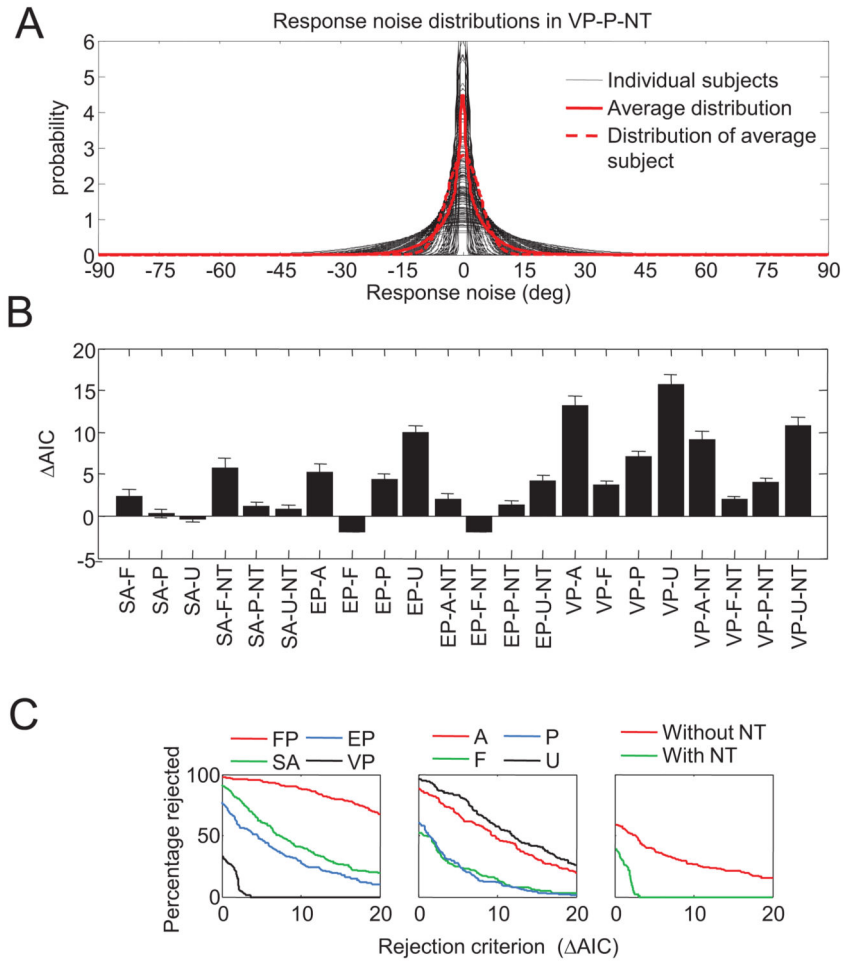 A
Response noise distributions in VP-P-NT
6
5
4
3
2
1
0
probability
Individual subjects
Average distribution
Distribution of average
subject
-90 -75 -60 -45 -30 -15 0 15 30 45 60 75 90
Response noise (deg)
B
20
15
10
5
0
-5
ΔAIC
SA-F
SA-P
SA-U
SA-F-NT
SA-P-NT
SA-U-NT
EP-A
EP-F
EP-P
EP-U
EP-A-NT
EP-F-NT
EP-P-NT
EP-U-NT
VP-A
VP-F
VP-P
VP-U
VP-A-NT
VP-F-NT
VP-P-NT
VP-U-NT
C
FP EP
SA VP
A P
F U
Without NT
With NT
Percentage rejected
100
50
0
0 10 20
0 10 20
0 10 20
Rejection criterion (ΔAIC)